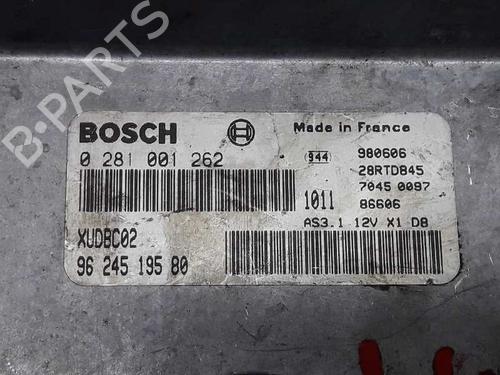 B-PARTS
BOSCH
Made in France
0 281 001 262
944
980606
28RTD845
7045 0097
1011
86606
AS3.1 12V X1 D8
XUDBC02
96 245 195 80